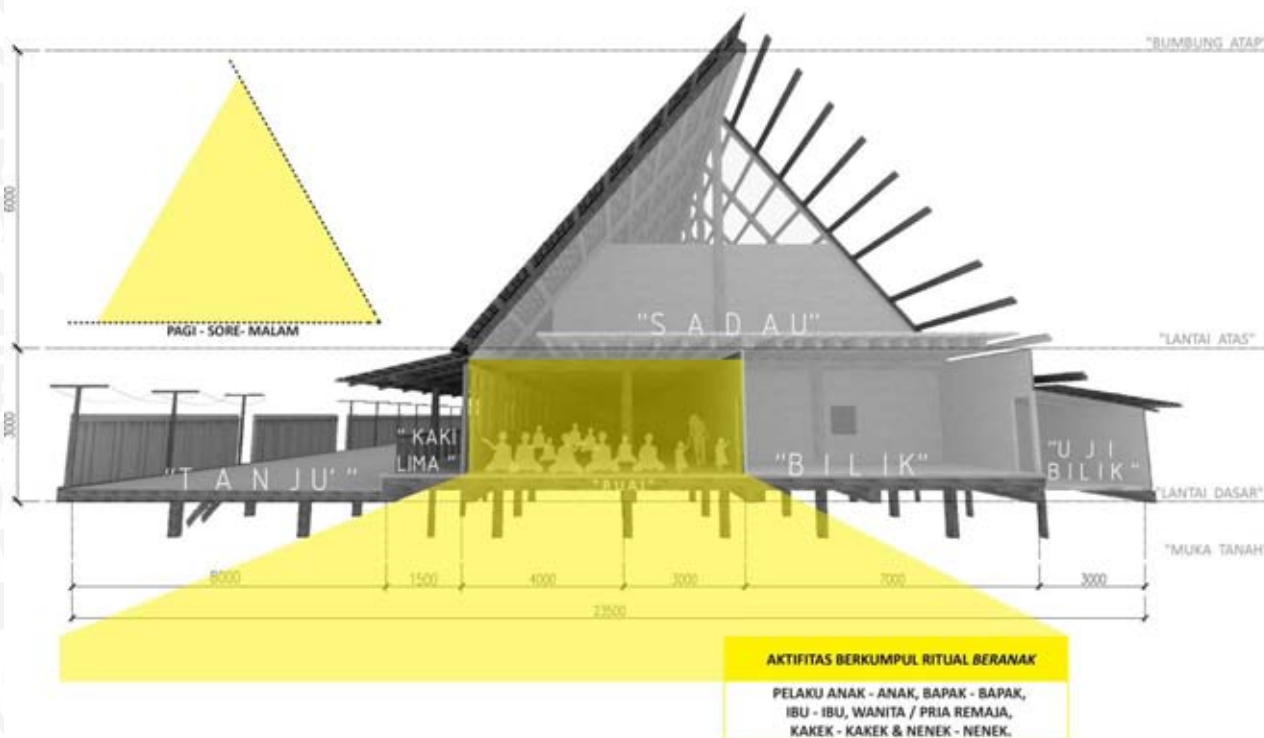 "BUMBUNG ATAP"
6000
PAGI - SORE- MALAM
"S A D A U"
"LANTAI ATAS"
3000
"T A N J U' "
" KAKI
LIMA "
"RUAI"
"B I L I K"
"U J I
BILIK"
"LANTAI DASAR"
"MUKA TANAH"
8000
1500
4000
3000
7000
3000
23500
AKTIFITAS BERKUMPUL RITUAL BERANAK
PELAKU ANAK - ANAK, BAPAK - BAPAK,
IBU - IBU, WANITA / PRIA REMAJA,
KAKEK - KAKEK & NENEK - NENEK.